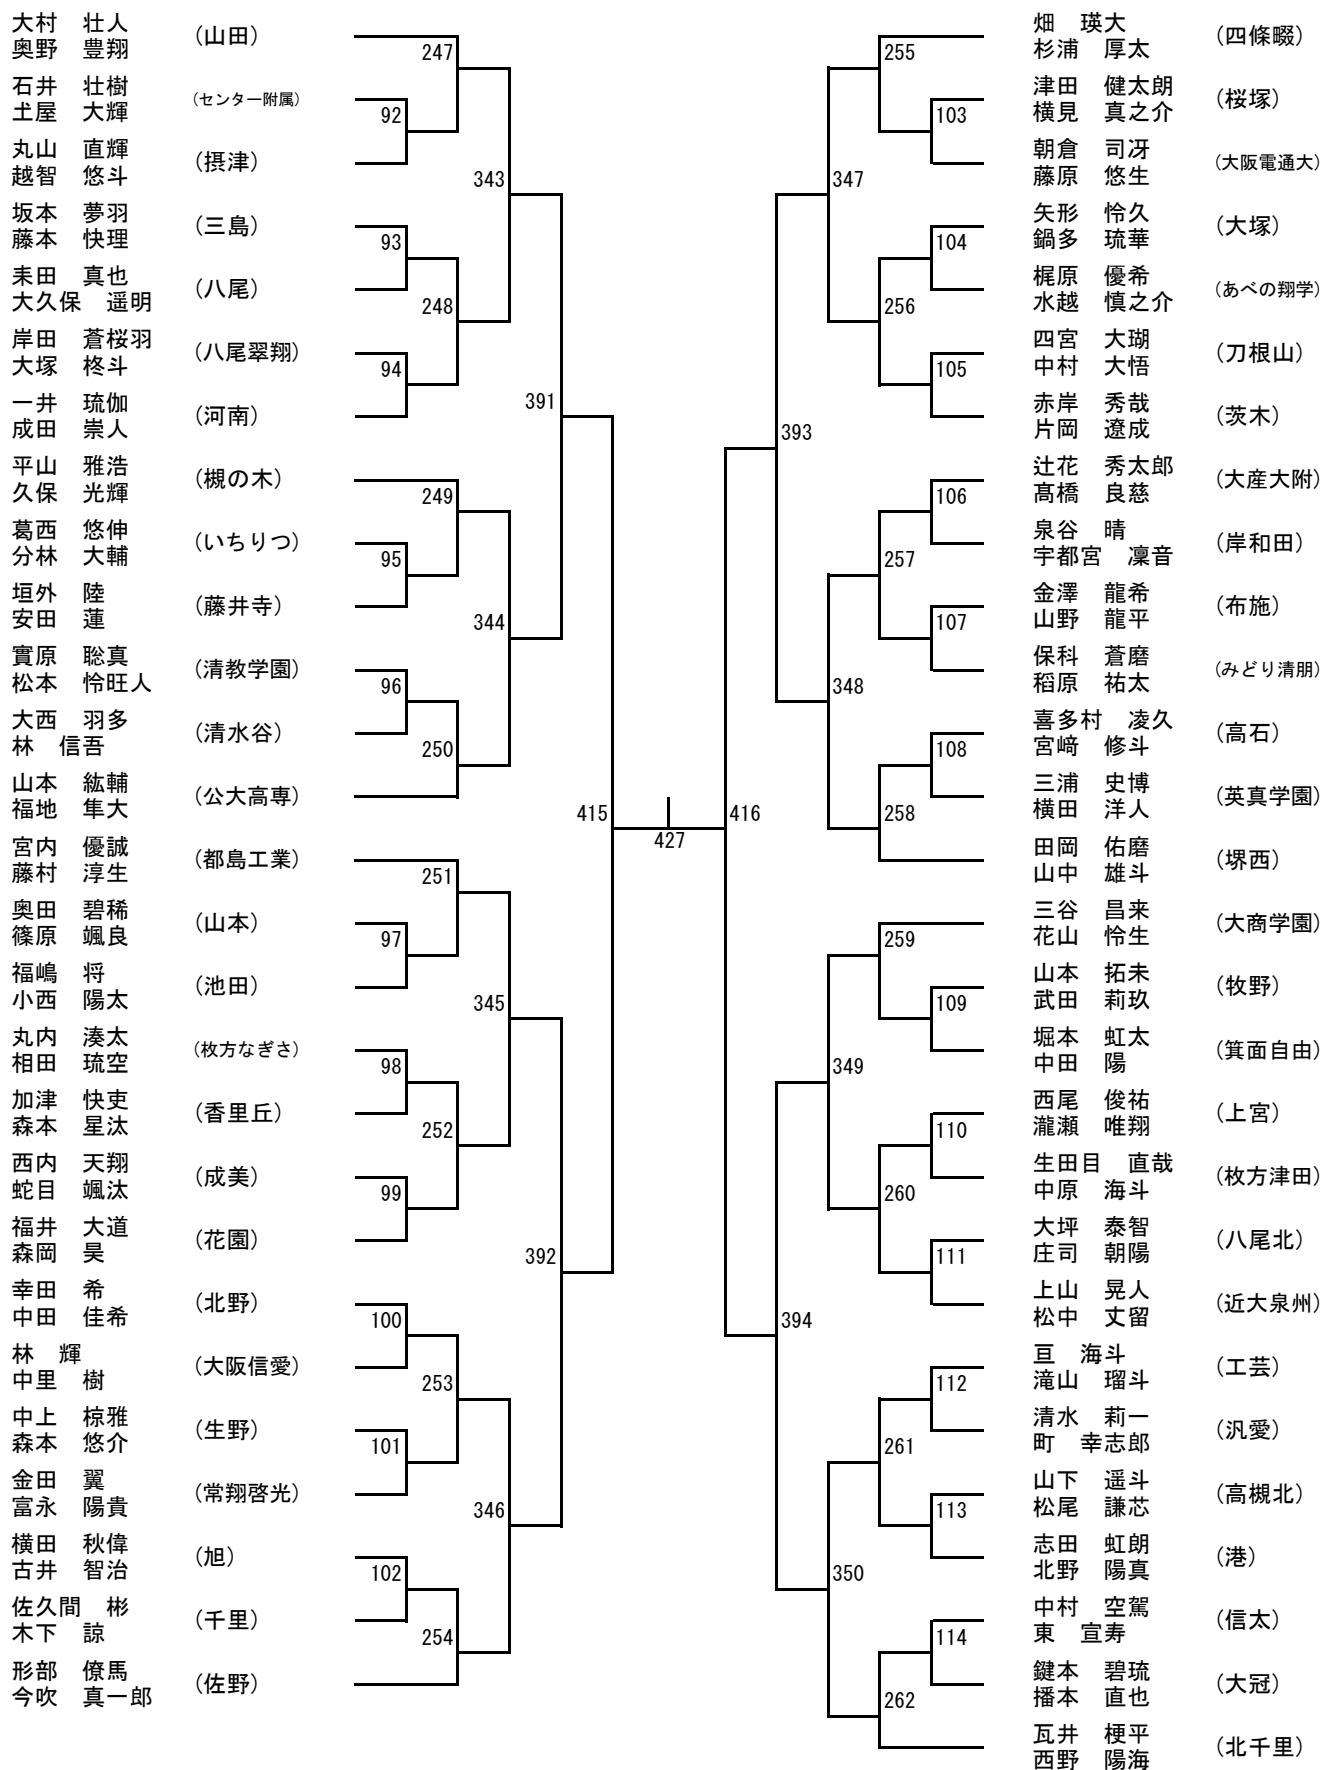 大村　壮人
奥野　豊翔
(山田)
石井　壮樹
土屋　大輝
(センター附属)
丸山　直輝
越智　悠斗
(摂津)
坂本　夢羽
藤本　快理
(三島)
耒田　真也
大久保　遥明
(八尾)
岸田　蒼桜羽
大塚　柊斗
(八尾翠翔)
一井　琉伽
成田　崇人
(河南)
平山　雅浩
久保　光輝
(槻の木)
葛西　悠伸
分林　大輔
(いちりつ)
垣外　陸
安田　蓮
(藤井寺)
實原　聡真
松本　怜旺人
(清教学園)
大西　羽多
林　信吾
(清水谷)
山本　紘輔
福地　隼大
(公大高専)
宮内　優誠
藤村　淳生
(都島工業)
奥田　碧稀
篠原　颯良
(山本)
福嶋　将
小西　陽太
(池田)
丸内　湊太
相田　琉空
(枚方なぎさ)
加津　快吏
森本　星汰
(香里丘)
西内　天翔
蛇目　颯汰
(成美)
福井　大道
森岡　昊
(花園)
幸田　希
中田　佳希
(北野)
林　輝
中里　樹
(大阪信愛)
中上　椋雅
森本　悠介
(生野)
金田　翼
富永　陽貴
(常翔啓光)
横田　秋偉
古井　智治
(旭)
佐久間　彬
木下　諒
(千里)
形部　僚馬
今吹　真一郎
(佐野)
247
92
343
93
248
94
391
249
95
344
96
250
415
251
97
345
98
252
99
392
100
253
101
346
102
254
427
416
255
103
347
104
256
105
393
106
257
107
348
108
258
259
109
349
110
260
111
394
112
261
113
350
114
262
畑　瑛大
杉浦　厚太
(四條畷)
津田　健太朗
横見　真之介
(桜塚)
朝倉　司冴
藤原　悠生
(大阪電通大)
矢形　怜久
鍋多　琉華
(大塚)
梶原　優希
水越　慎之介
(あべの翔学)
四宮　大瑚
中村　大悟
(刀根山)
赤岸　秀哉
片岡　遼成
(茨木)
辻花　秀太郎
髙橋　良慈
(大産大附)
泉谷　晴
宇都宮　凜音
(岸和田)
金澤　龍希
山野　龍平
(布施)
保科　蒼磨
稻原　祐太
(みどり清朋)
喜多村　凌久
宮﨑　修斗
(高石)
三浦　史博
横田　洋人
(英真学園)
田岡　佑磨
山中　雄斗
(堺西)
三谷　昌来
花山　怜生
(大商学園)
山本　拓未
武田　莉玖
(牧野)
堀本　虹太
中田　陽
(箕面自由)
西尾　俊祐
瀧瀬　唯翔
(上宮)
生田目　直哉
中原　海斗
(枚方津田)
大坪　泰智
庄司　朝陽
(八尾北)
上山　晃人
松中　丈留
(近大泉州)
亘　海斗
滝山　瑠斗
(工芸)
清水　莉一
町　幸志郎
(汎愛)
山下　遥斗
松尾　謙芯
(高槻北)
志田　虹朗
北野　陽真
(港)
中村　空駕
東　宣寿
(信太)
鍵本　碧琉
播本　直也
(大冠)
瓦井　梗平
西野　陽海
(北千里)